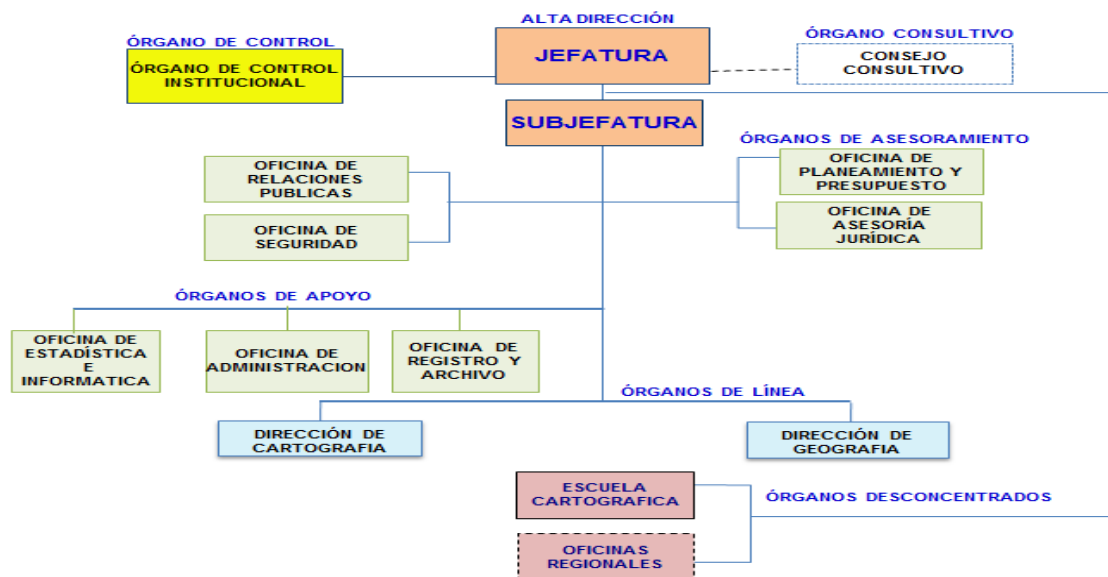 ALTA DIRECCIÓN
ÓRGANO DE CONTROL
ÓRGANO CONSULTIVO
ÓRGANO DE CONTROL
INSTITUCIONAL
JEFATURA
CONSEJO
CONSULTIVO
SUBJEFATURA
ÓRGANOS DE ASESORAMIENTO
OFICINA DE
RELACIONES
PUBLICAS
OFICINA DE
PLANEAMIENTO Y
PRESUPUESTO
OFICINA DE
SEGURIDAD
OFICINA DE
ASESORÍA
JURÍDICA
ÓRGANOS DE APOYO
OFICINA DE
ESTADÍSTICA
E
INFORMATICA
OFICINA DE
ADMINISTRACION
OFICINA DE
REGISTRO Y
ARCHIVO
ÓRGANOS DE LÍNEA
DIRECCIÓN DE
CARTOGRAFIA
DIRECCIÓN DE
GEOGRAFIA
ESCUELA
CARTOGRAFICA
ÓRGANOS DESCONCENTRADOS
OFICINAS
REGIONALES